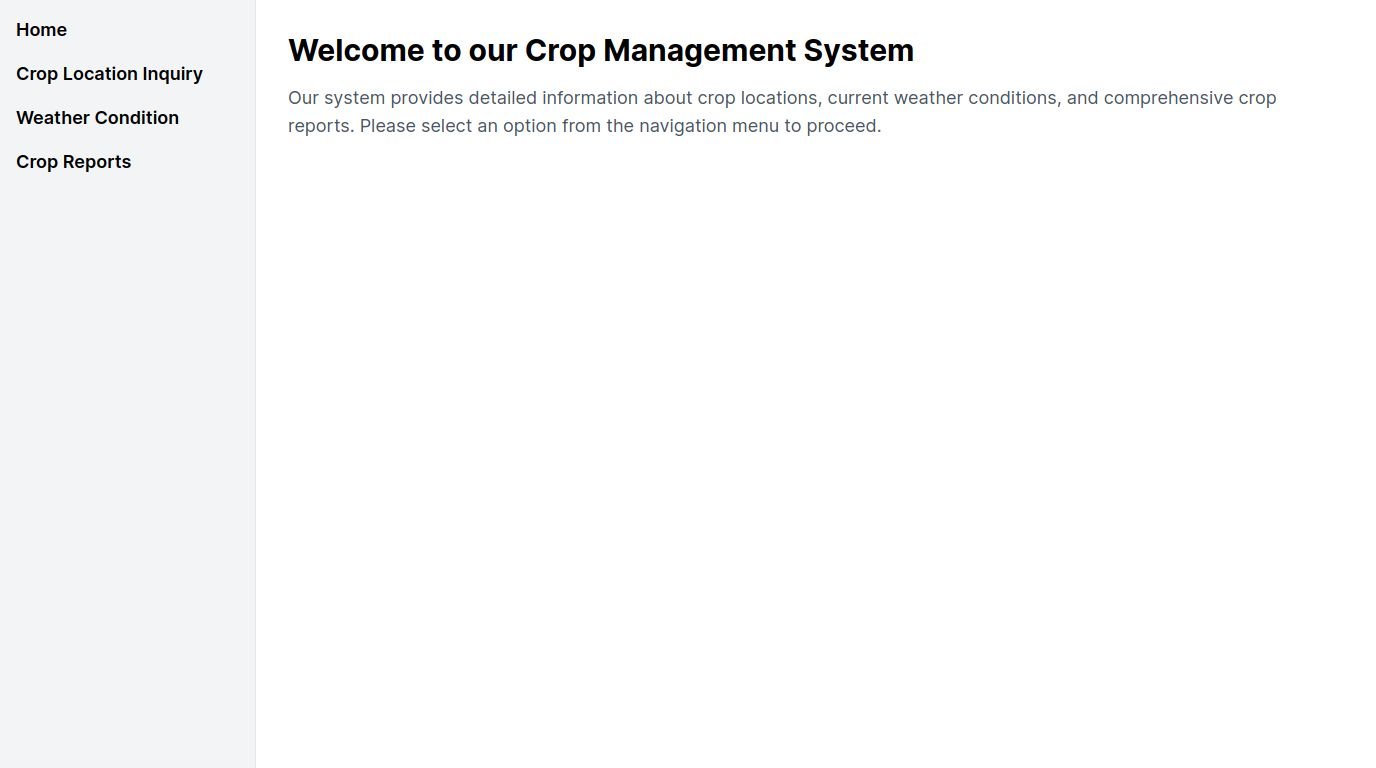 Home
Crop Location Inquiry
Weather Condition
Crop Reports
Welcome to our Crop Management System
Our system provides detailed information about crop locations, current weather conditions, and comprehensive crop
reports. Please select an option from the navigation menu to proceed.